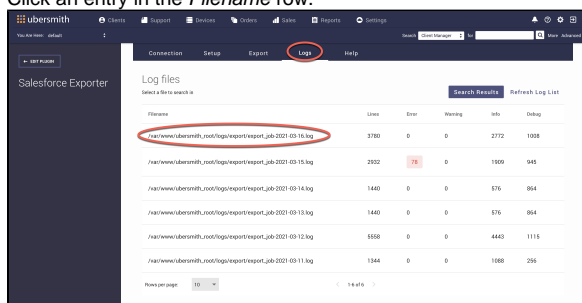 Click an entry in the Filename row.
ubersmith
Clients
Support
Devices
Orders
Sales
Reports
Settings
You Are Here: default
Search Client Manager for
More Advanced
← EDIT PLUGIN
Salesforce Exporter
Connection Setup Export Logs Help
Log files
Select a file to search in
Search Results Refresh Log List
Filename Lines Error Warning Info Debug
/var/www/ubersmith_root/logs/export/export_job-2021-03-16.log 3780 0 0 2772 1008
/var/www/ubersmith_root/logs/export/export_job-2021-03-15.log 2932 78 0 1909 945
/var/www/ubersmith_root/logs/export/export_job-2021-03-14.log 1440 0 0 576 864
/var/www/ubersmith_root/logs/export/export_job-2021-03-13.log 1440 0 0 576 864
/var/www/ubersmith_root/logs/export/export_job-2021-03-12.log 5558 0 0 4443 1115
/var/www/ubersmith_root/logs/export/export_job-2021-03-11.log 1344 0 0 1088 256
Rows per page: 10 1-6 of 6